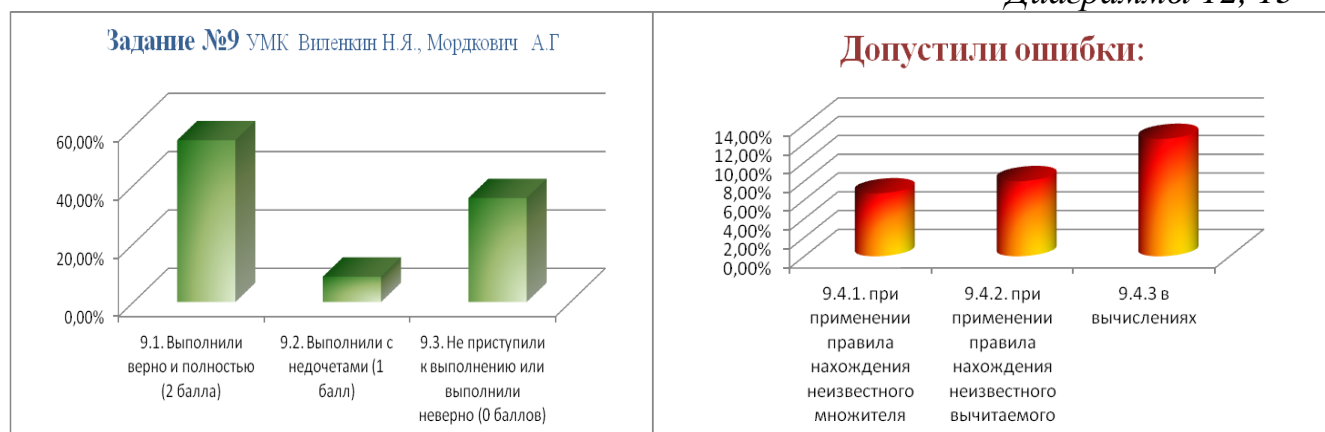 Диаграммы 12, 13
Задание №9 УМК Виленкин Н.Я., Мордкович А.Г
60,00%
40,00%
20,00%
0,00%
9.1. Выполнили
верно и полностью
(2 балла)
9.2. Выполнили с
недочетами (1
балл)
9.3. Не приступили
к выполнению или
выполнили
неверно (0 баллов)
Допустили ошибки:
14,00%
12,00%
10,00%
8,00%
6,00%
4,00%
2,00%
0,00%
9.4.1. при
применении
правила
нахождения
неизвестного
множителя
9.4.2. при
применении
правила
нахождения
неизвестного
вычитаемого
9.4.3 в
вычислениях